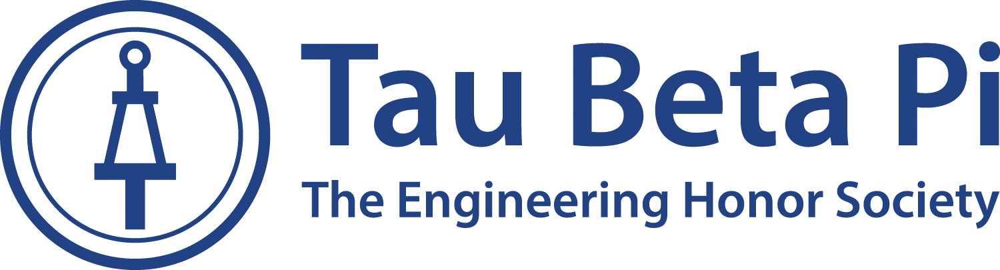 Tau Beta Pi
The Engineering Honor Society